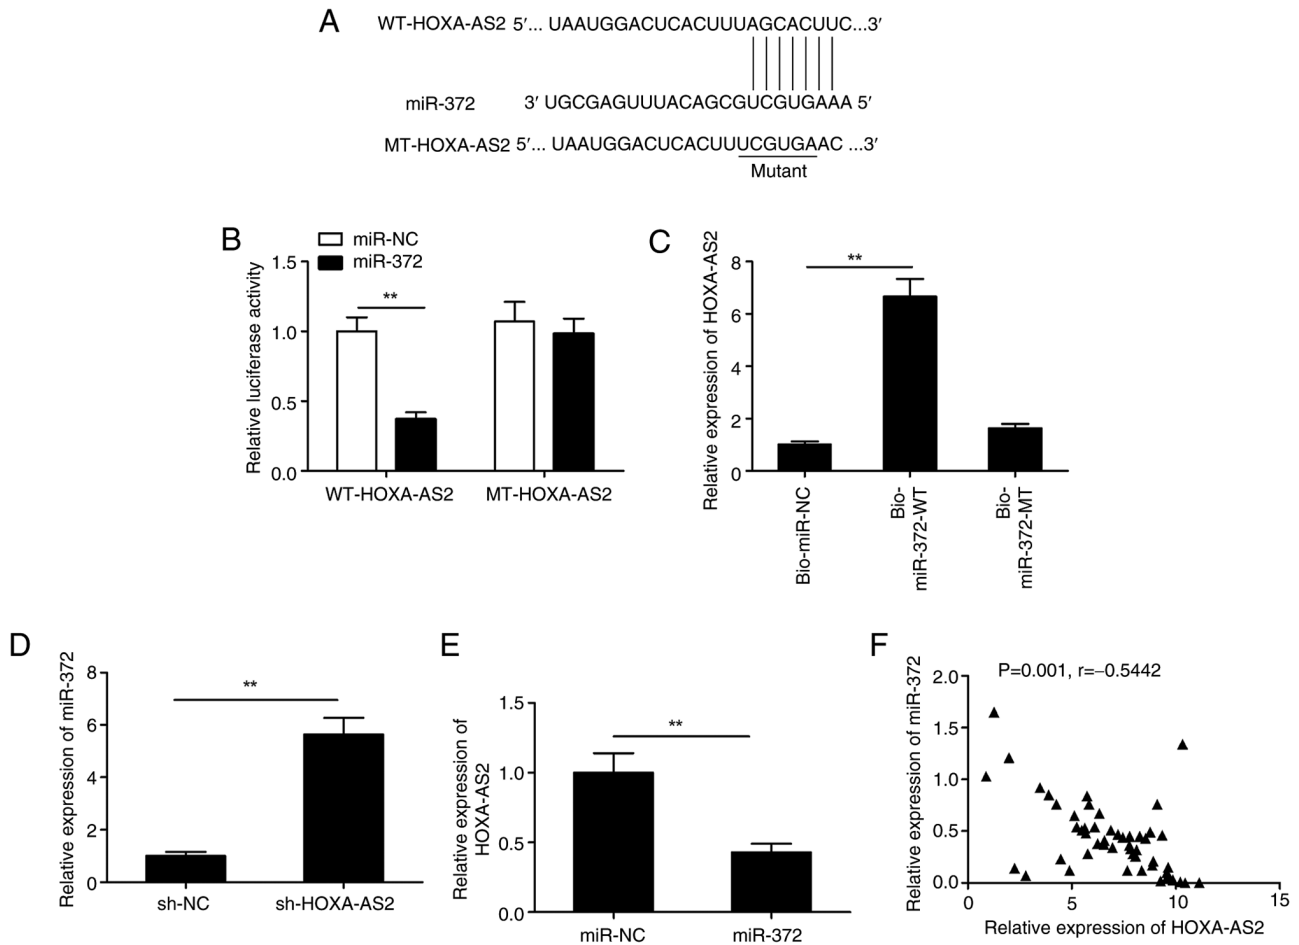 A
WT-HOXA-AS2 5′... UAAUGGACUCACUUUAGCACUUC...3′
miR-372 3′ UGCGAGUUUACAGCGUCGUGAAA 5′
MT-HOXA-AS2 5′... UAAUGGACUCACUUUCGUGAAC ...3′
Mutant
B
miR-NC
miR-372
Relative luciferase activity
1.5
1.0
0.5
0.0
**
WT-HOXA-AS2
MT-HOXA-AS2
C
Relative expression of HOXA-AS2
8
6
4
2
0
**
Bio-miR-NC
Bio-
miR-372-WT
Bio-
miR-372-MT
D
Relative expression of miR-372
8
6
4
2
0
**
sh-NC
sh-HOXA-AS2
E
Relative expression of
HOXA-AS2
1.5
1.0
0.5
0.0
**
miR-NC
miR-372
F
P=0.001, r=−0.5442
Relative expression of miR-372
2.0
1.5
1.0
0.5
0.0
0
5
10
15
Relative expression of HOXA-AS2